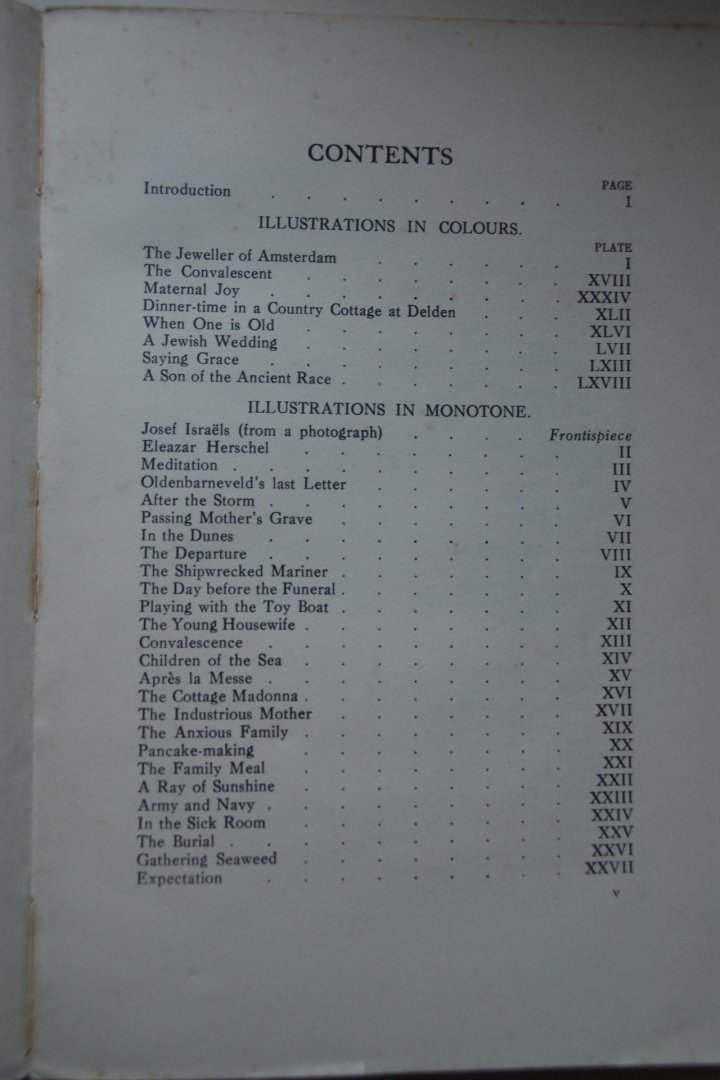 CONTENTS
PAGE
Introduction . . . . . . . . . 1
ILLUSTRATIONS IN COLOURS.
PLATE
The Jeweller of Amsterdam . . . . . . I
The Convalescent . . . . . . . . XVIII
Maternal Joy . . . . . . . . . XXXIV
Dinner-time in a Country Cottage at Delden . . . XLII
When One is Old . . . . . . . . XLVI
A Jewish Wedding . . . . . . . . LVII
Saying Grace . . . . . . . . . LXIII
A Son of the Ancient Race . . . . . . . LXVIII
ILLUSTRATIONS IN MONOTONE.
Josef Israëls (from a photograph) . . . . Frontispiece
Eleazar Herschel . . . . . . . . II
Meditation . . . . . . . . . . III
Oldenbarneveld's last Letter . . . . . . IV
After the Storm . . . . . . . . . V
Passing Mother's Grave . . . . . . . VI
In the Dunes . . . . . . . . . VII
The Departure . . . . . . . . . VIII
The Shipwrecked Mariner . . . . . . . IX
The Day before the Funeral . . . . . . . X
Playing with the Toy Boat . . . . . . . XI
The Young Housewife . . . . . . . . XII
Convalescence . . . . . . . . . XIII
Children of the Sea . . . . . . . . XIV
Après la Messe . . . . . . . . . XV
The Cottage Madonna . . . . . . . . XVI
The Industrious Mother . . . . . . . XVII
The Anxious Family . . . . . . . . XIX
Pancake-making . . . . . . . . XX
The Family Meal . . . . . . . . XXI
A Ray of Sunshine . . . . . . . . XXII
Army and Navy . . . . . . . . . XXIII
In the Sick Room . . . . . . . . XXIV
The Burial . . . . . . . . . . XXV
Gathering Seaweed . . . . . . . . XXVI
Expectation . . . . . . . . . XXVII
v